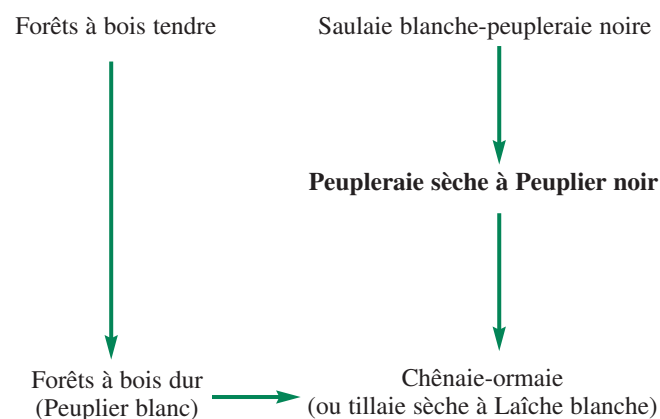 Forêts à bois tendre
Saulaie blanche-peupleraie noire
Peupleraie sèche à Peuplier noir
Forêts à bois dur
(Peuplier blanc)
Chênaie-ormaie
(ou tillaie sèche à Laîche blanche)